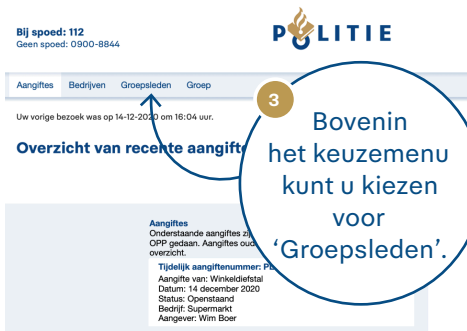 Bij spoed: 112
Geen spoed: 0900-8844
POLITIE
Aangiftes Bedrijven Groepsleden Groep
Uw vorige bezoek was op 14-12-2020 om 16:04 uur.
Overzicht van recente aangifte
3
Bovenin
het keuzemenu
kunt u kiezen
voor
‘Groepsleden’.
Aangiftes
Onderstaande aangiftes
OPP gedaan. Aangiftes oud
overzicht.
Tijdelijk aangiftenummer:
Aangifte van: Winkeldiefstal
Datum: 14 december 2020
Status: Openstaand
Bedrijf: Supermarkt
Aangever: Wim Boer